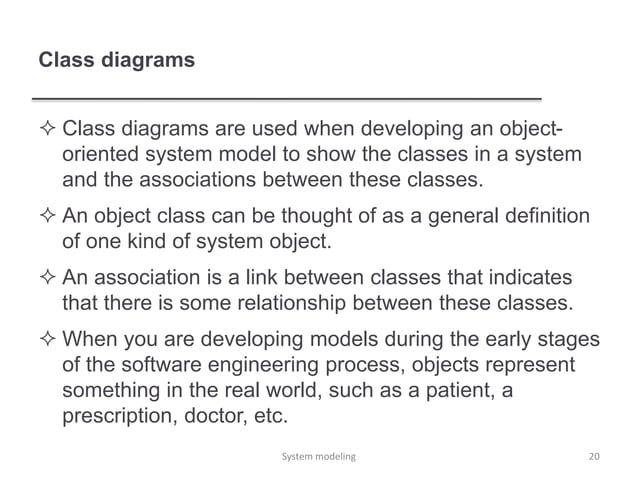 Class diagrams
✧ Class diagrams are used when developing an object-
oriented system model to show the classes in a system
and the associations between these classes.
✧ An object class can be thought of as a general definition
of one kind of system object.
✧ An association is a link between classes that indicates
that there is some relationship between these classes.
✧ When you are developing models during the early stages
of the software engineering process, objects represent
something in the real world, such as a patient, a
prescription, doctor, etc.
System modeling
20